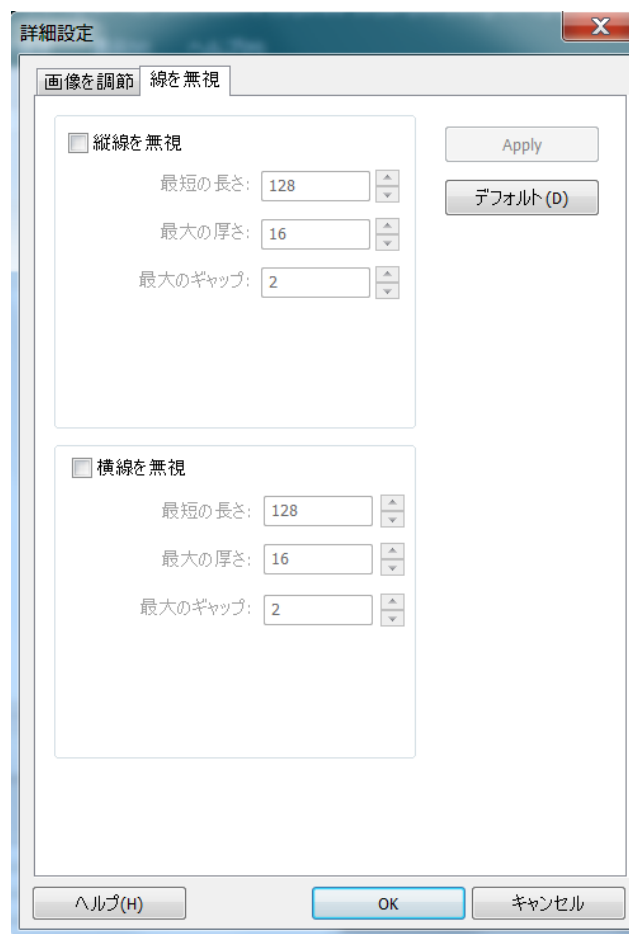 詳細設定
画像を調節 線を無視
縦線を無視
最短の長さ: 128
最大の厚さ: 16
最大のギャップ: 2
Apply
デフォルト(D)
横線を無視
最短の長さ: 128
最大の厚さ: 16
最大のギャップ: 2
ヘルプ(H) OK キャンセル